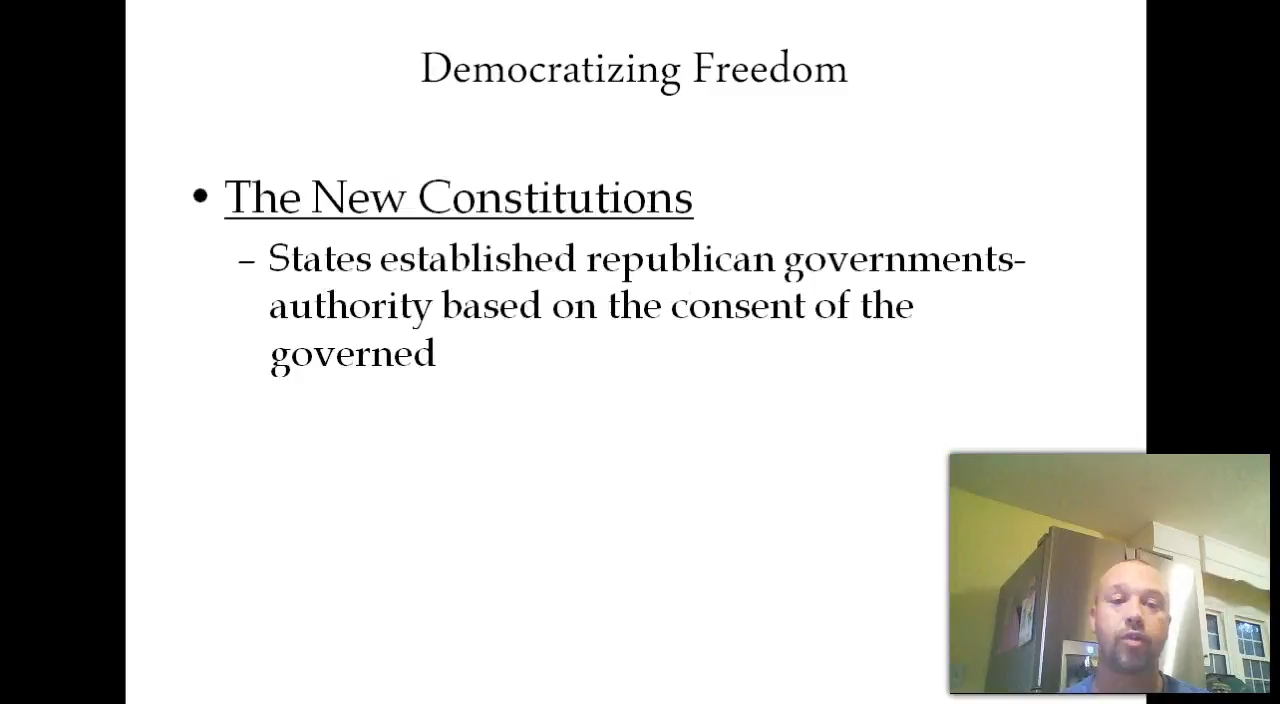 Democratizing Freedom
• The New Constitutions
– States established republican governments-
authority based on the consent of the
governed